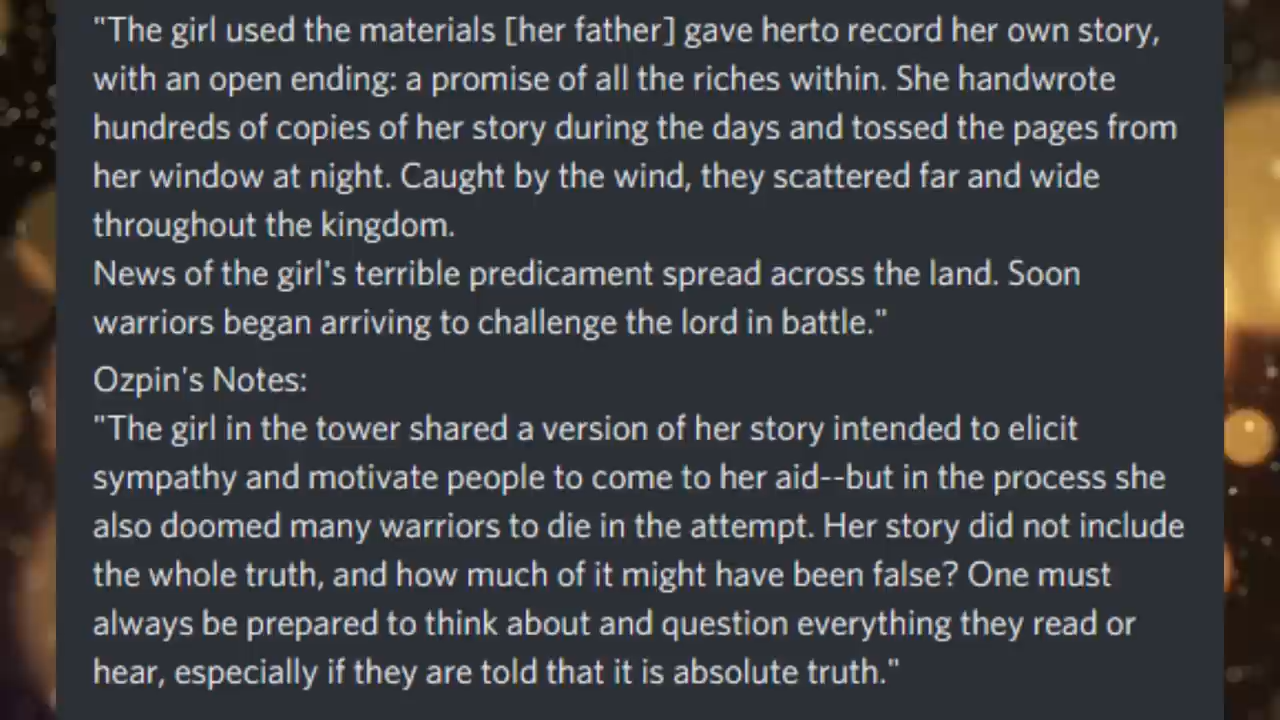 "The girl used the materials [her father] gave herto record her own story,
with an open ending: a promise of all the riches within. She handwrote
hundreds of copies of her story during the days and tossed the pages from
her window at night. Caught by the wind, they scattered far and wide
throughout the kingdom.
News of the girl's terrible predicament spread across the land. Soon
warriors began arriving to challenge the lord in battle."
Ozpin's Notes:
"The girl in the tower shared a version of her story intended to elicit
sympathy and motivate people to come to her aid--but in the process she
also doomed many warriors to die in the attempt. Her story did not include
the whole truth, and how much of it might have been false? One must
always be prepared to think about and question everything they read or
hear, especially if they are told that it is absolute truth."